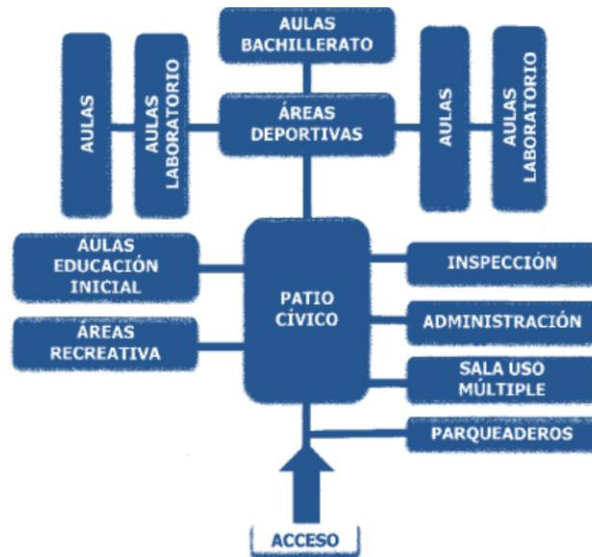 AULAS
BACHILLERATO
AULAS
AULAS
LABORATORIO
ÁREAS
DEPORTIVAS
AULAS
AULAS
LABORATORIO
AULAS
EDUCACIÓN
INICIAL
ÁREAS
RECREATIVA
PATIO
CÍVICO
INSPECCIÓN
ADMINISTRACIÓN
SALA USO
MÚLTIPLE
PARQUEADEROS
ACCESO